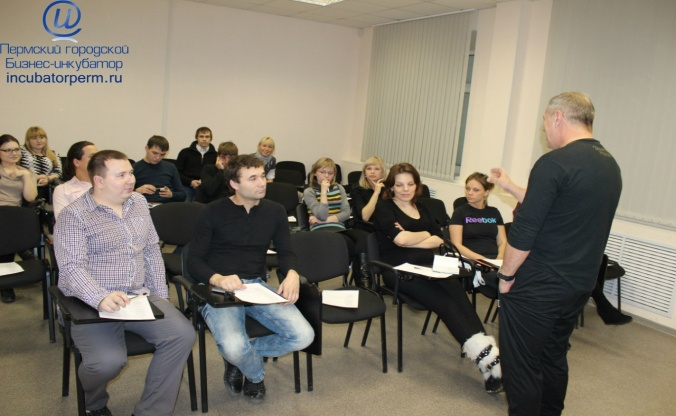 Пермский городской
Бизнес-инкубатор
incubatorperm.ru
Reebok